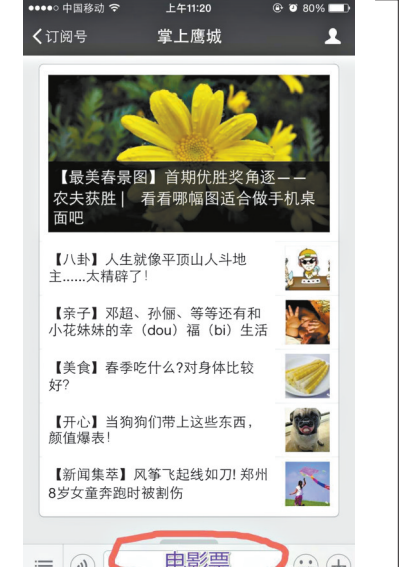 中国移动 上午11:20 80%
订阅号 掌上鹰城
【最美春景图】首期优胜奖角逐——
农夫获胜| 看看哪幅图适合做手机桌
面吧
【八卦】人生就像平顶山人斗地
主......太精辟了！
【亲子】邓超、孙俪、等等还有和
小花妹妹的幸（dou）福（bi）生活
【美食】春季吃什么?对身体比较
好?
【开心】当狗狗们带上这些东西，
颜值爆表！
【新闻集萃】风筝飞起线如刀! 郑州
8岁女童奔跑时被割伤
电影票